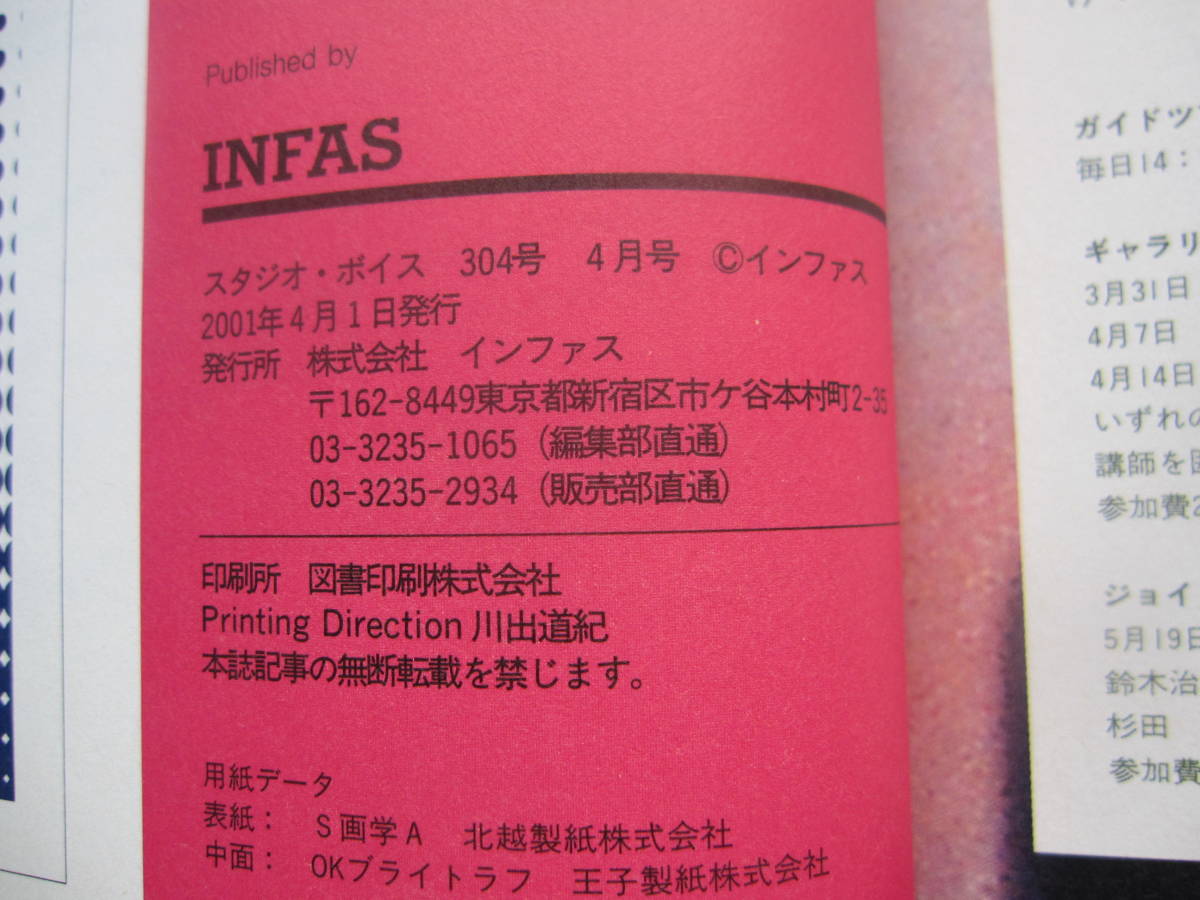 Published by
INFAS
スタジオ・ボイス 304号 4月号 ©インファス
2001年4月1日発行
発行所 株式会社 インファス
〒162-8449東京都新宿区市ケ谷本村町2-35
03-3235-1065（編集部直通）
03-3235-2934（販売部直通）
印刷所 図書印刷株式会社
Printing Direction 川出道紀
本誌記事の無断転載を禁じます。
用紙データ
表紙： S画学A 北越製紙株式会社
中面： OKブライトラフ 王子製紙株式会社
ガイドツ
毎日14：
ギャラリ
3月31日
4月7日
4月14日
いずれの
講師を
参加費
ジョイ
5月19日
鈴木治
杉田
参加費